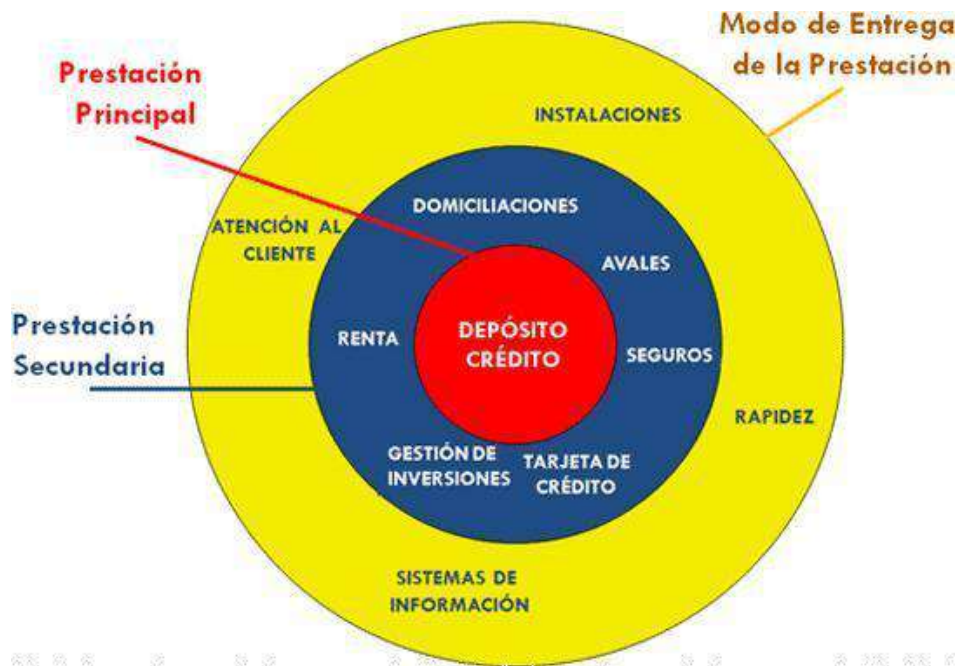 Modo de Entrega
de la Prestación
Prestación
Principal
INSTALACIONES
DOMICILIACIONES
ATENCIÓN AL
CLIENTE
AVALES
Prestación
Secundaria
RENTA
DEPÓSITO
CRÉDITO
SEGUROS
RAPIDEZ
GESTIÓN DE
INVERSIONES
TARJETA DE
CRÉDITO
SISTEMAS DE
INFORMACIÓN